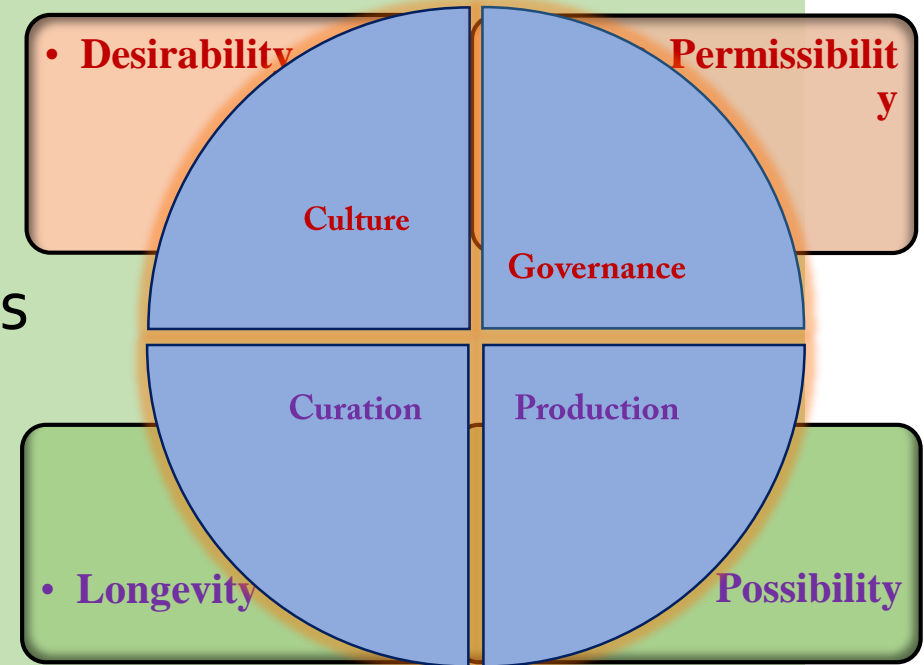 • Desirability
Permissibilit
y
Culture
Governance
s
Curation
Production
• Longevity
Possibility